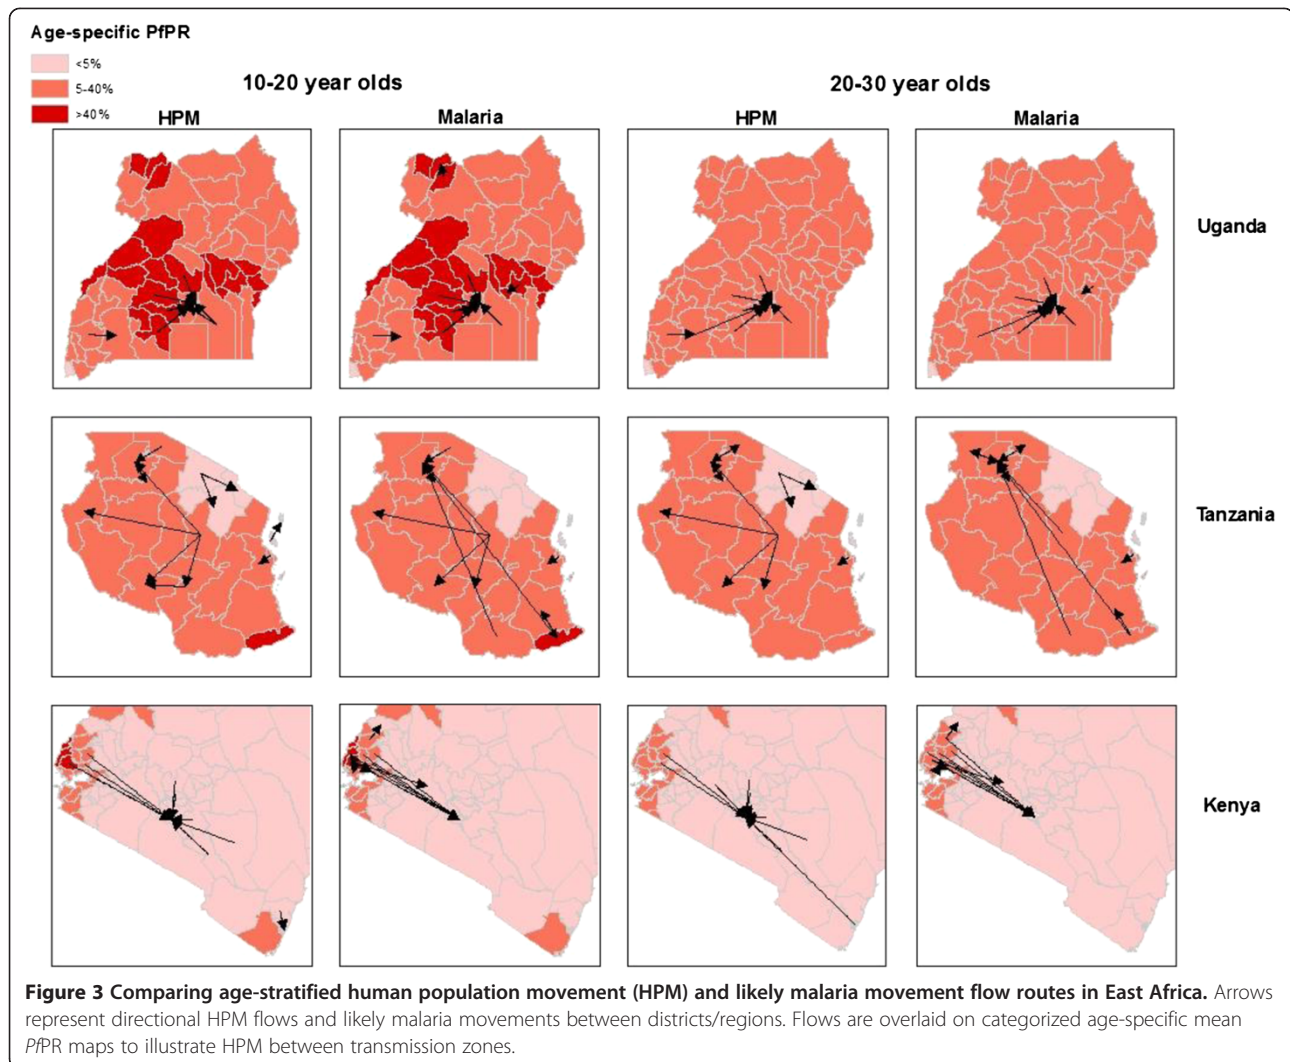 Age-specific PfPR
<5%
5-40%
>40%
10-20 year olds
20-30 year olds
HPM
Malaria
HPM
Malaria
Uganda
Tanzania
Kenya
Figure 3 Comparing age-stratified human population movement (HPM) and likely malaria movement flow routes in East Africa. Arrows
represent directional HPM flows and likely malaria movements between districts/regions. Flows are overlaid on categorized age-specific mean
PfPR maps to illustrate HPM between transmission zones.